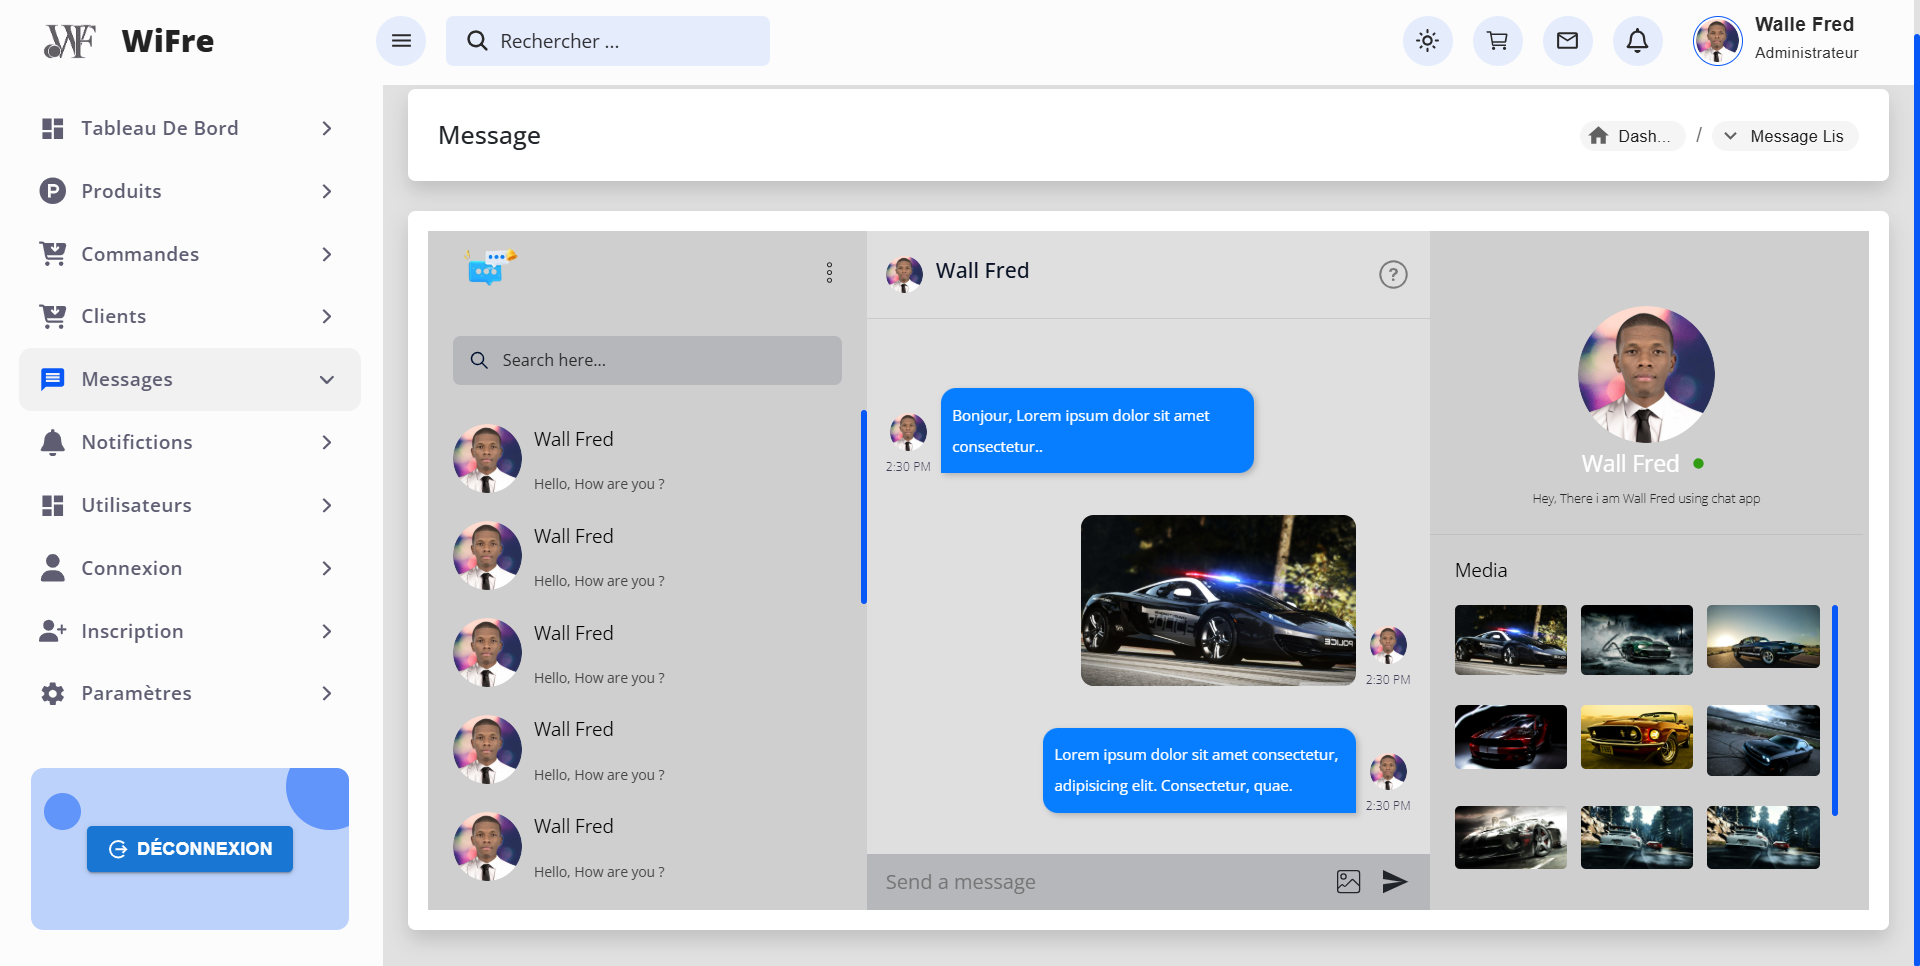 WiFre
Rechercher ...
Walle Fred
Administrateur
Tableau De Bord
Produits
Commandes
Clients
Messages
Notifictions
Utilisateurs
Connexion
Inscription
Paramètres
DÉCONNEXION
Message
Dash... / Message Lis
Search here...
Wall Fred
Hello, How are you ?
Wall Fred
Hello, How are you ?
Wall Fred
Hello, How are you ?
Wall Fred
Hello, How are you ?
Wall Fred
Hello, How are you ?
Wall Fred
Bonjour, Lorem ipsum dolor sit amet
consectetur..
2:30 PM
POLICE
2:30 PM
Lorem ipsum dolor sit amet consectetur,
adipisicing elit. Consectetur, quae.
2:30 PM
Send a message
Wall Fred
Hey, There i am Wall Fred using chat app
Media